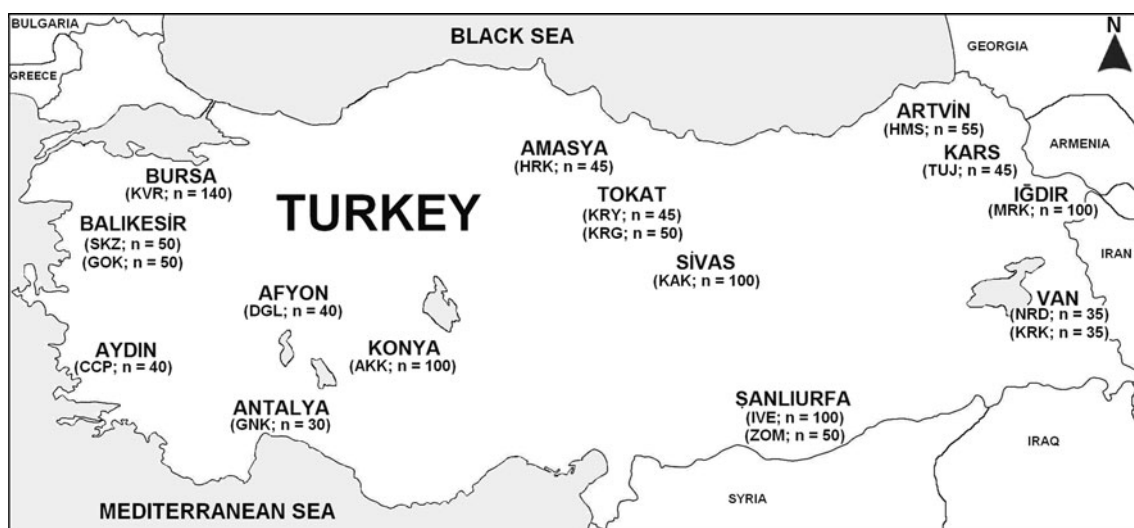 BULGARIA
BLACK SEA
N
GEORGIA
GREECE
ARTVİN
(HMS; n = 55)
ARMENIA
AMASYA
(HRK; n = 45)
KARS
(TUJ; n = 45)
BURSA
(KVR; n = 140)
TURKEY
TOKAT
(KRY; n = 45)
(KRG; n = 50)
IĞDIR
(MRK; n = 100)
BALIKESİR
(SKZ; n = 50)
(GOK; n = 50)
SİVAS
(KAK; n = 100)
IRAN
AFYON
(DGL; n = 40)
VAN
(NRD; n = 35)
(KRK; n = 35)
AYDIN
(CCP; n = 40)
KONYA
(AKK; n = 100)
ANTALYA
(GNK; n = 30)
ŞANLIURFA
(IVE; n = 100)
(ZOM; n = 50)
IRAQ
SYRIA
MEDITERRANEAN SEA